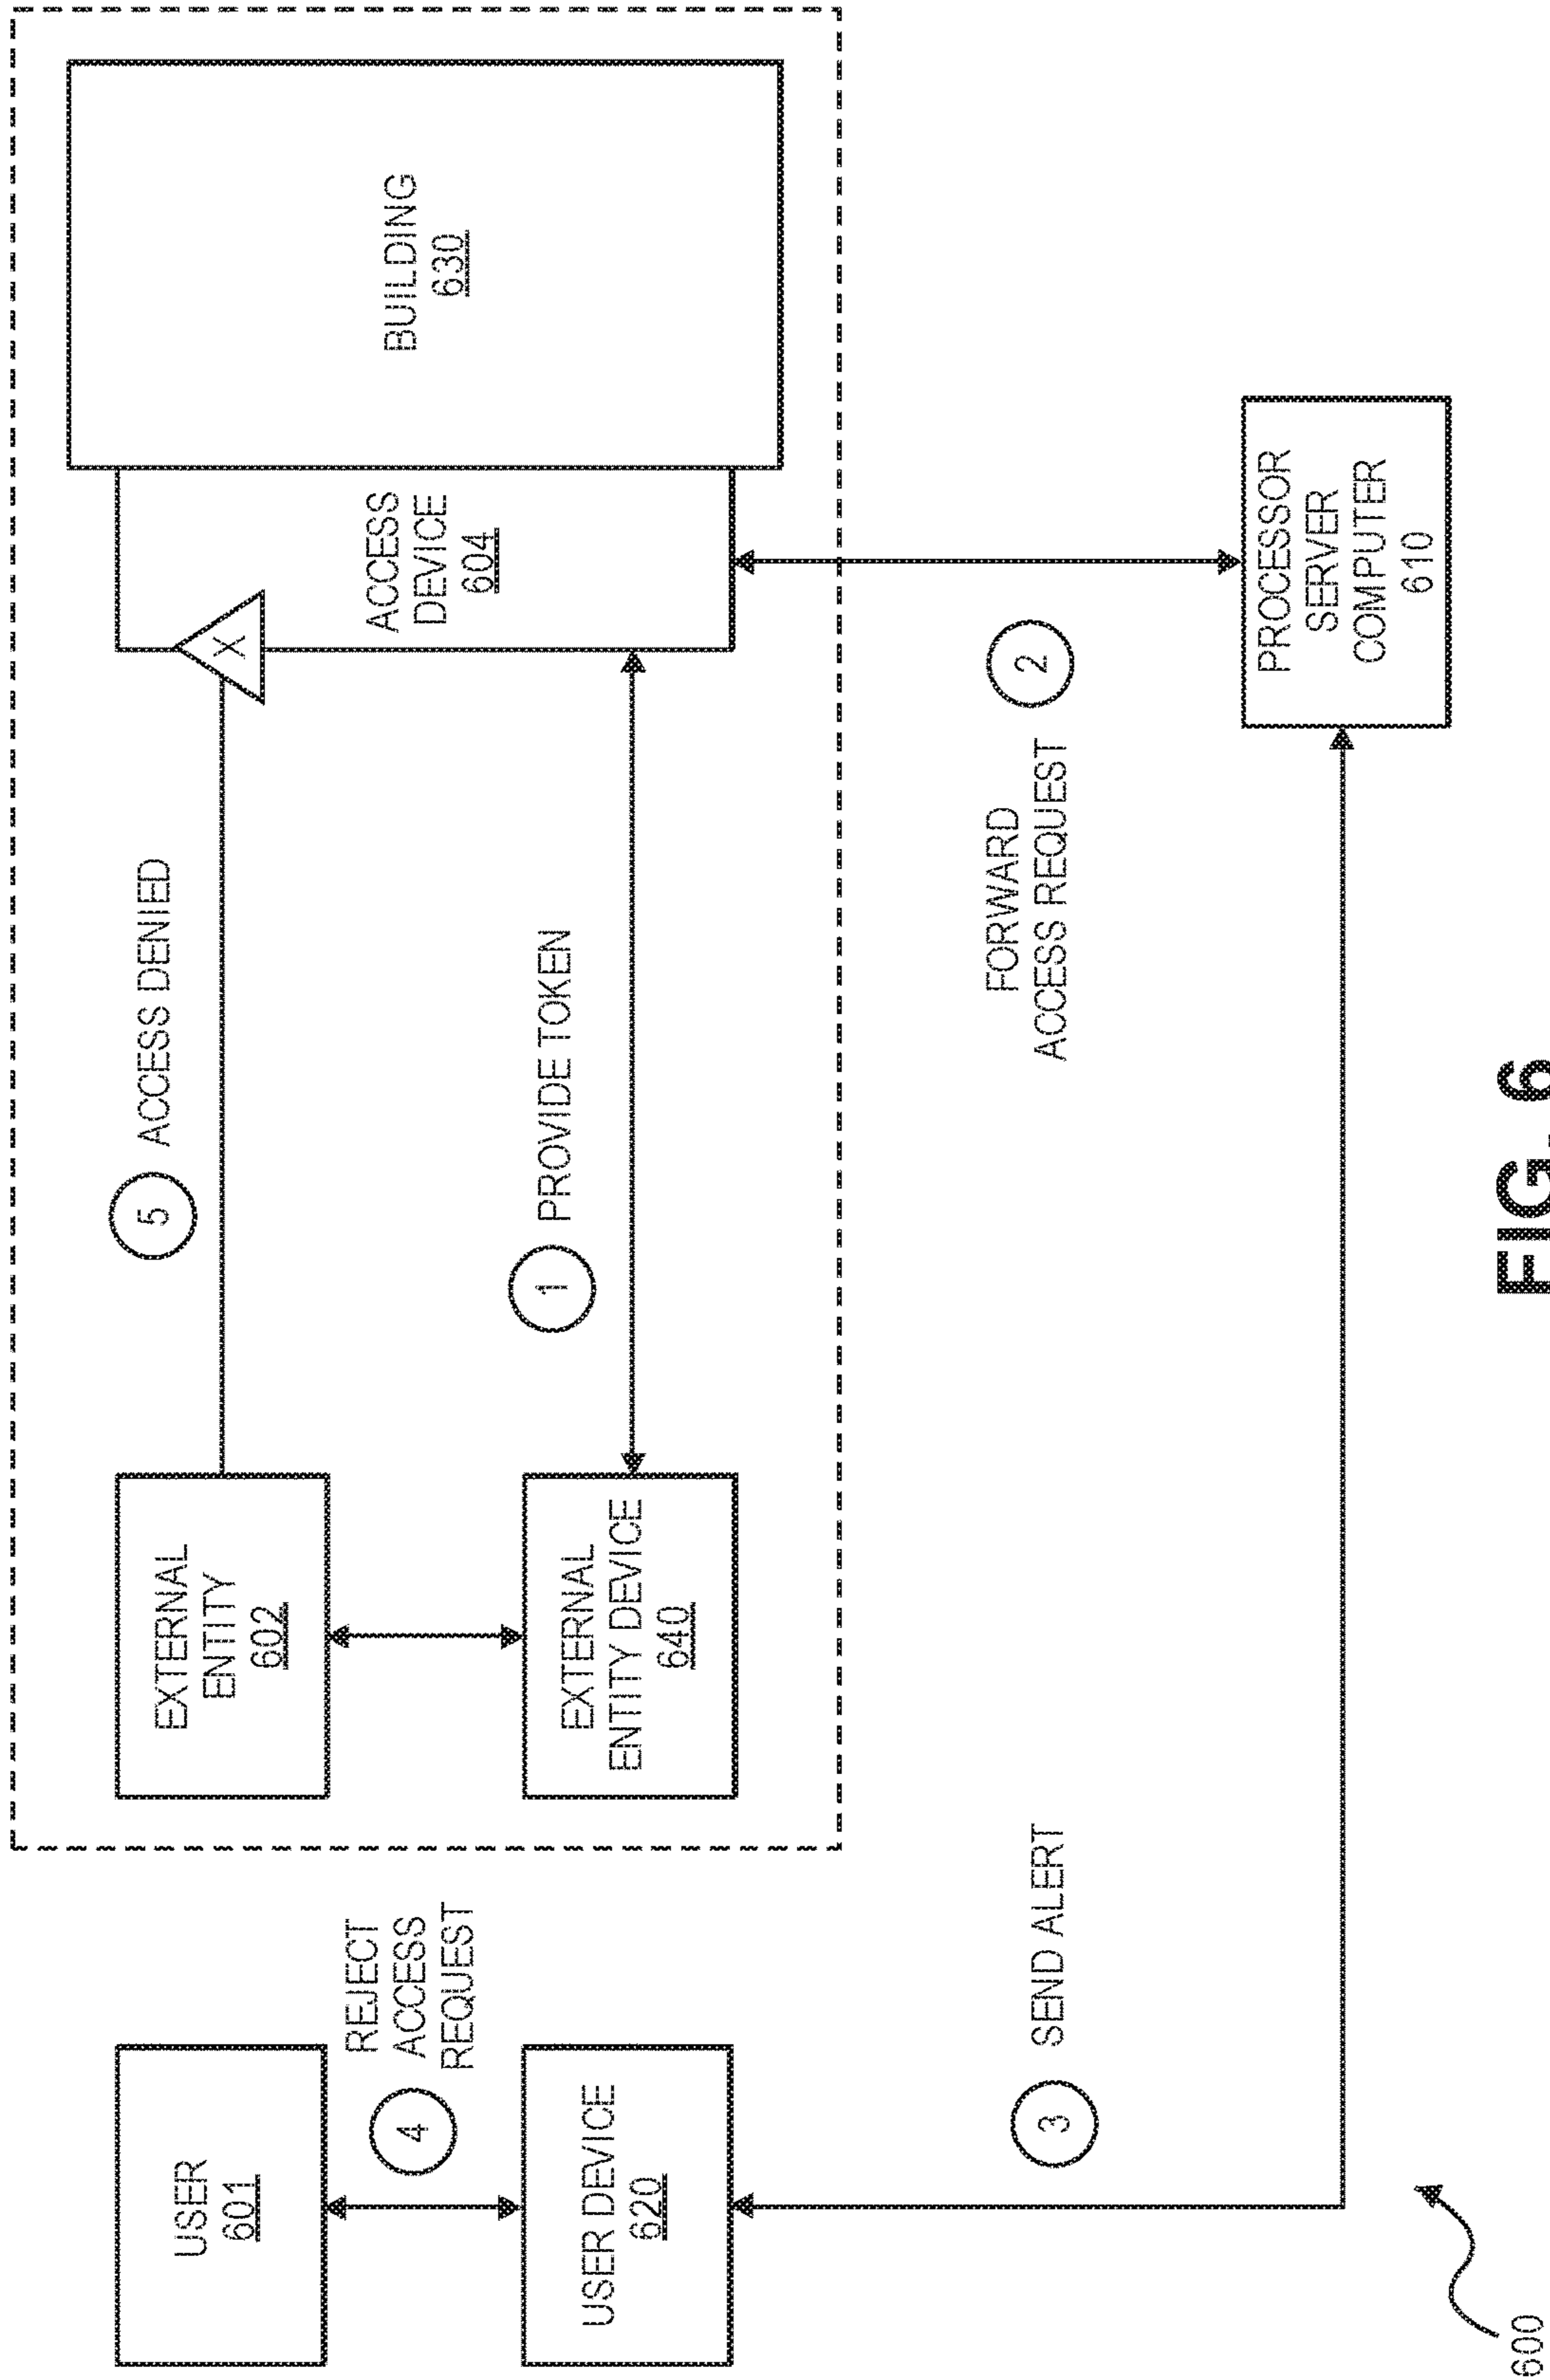 USER
601
4
REJECT
ACCESS
REQUEST
USER DEVICE
620
EXTERNAL
ENTITY
602
5 ACCESS DENIED
X
EXTERNAL
ENTITY DEVICE
640
1 PROVIDE TOKEN
ACCESS
DEVICE
604
BUILDING
630
3 SEND ALERT
FORWARD
ACCESS REQUEST
2
PROCESSOR
SERVER
COMPUTER
610
600
FIG. 6